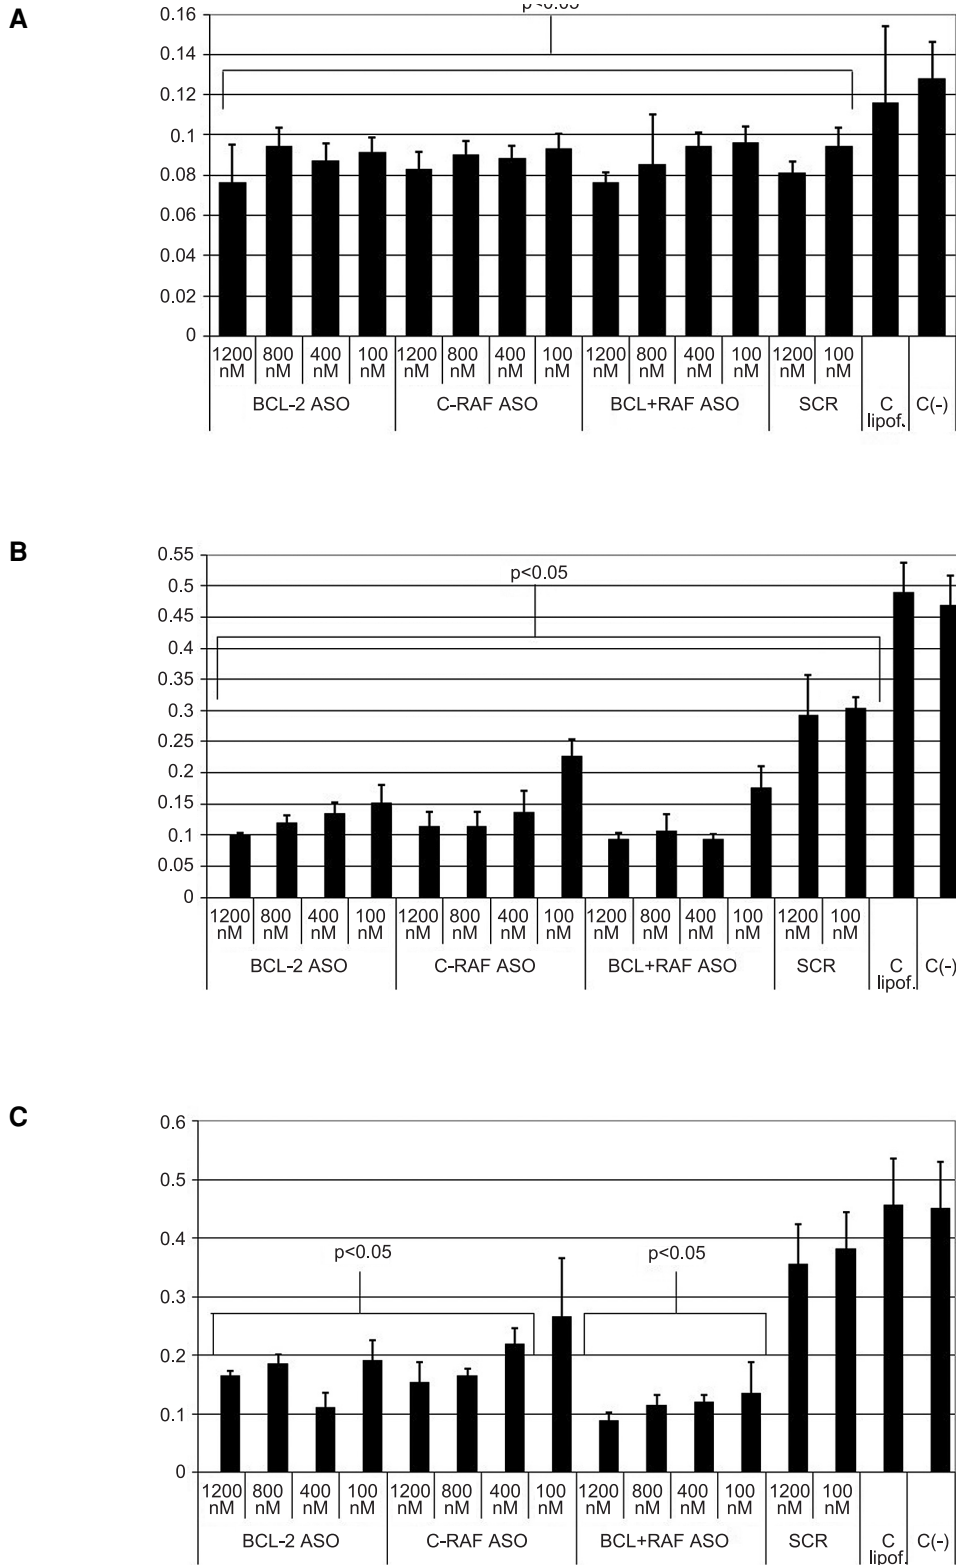 A
p<0.05
0.16
0.14
0.12
0.1
0.08
0.06
0.04
0.02
0
1200 800 400 100 1200 800 400 100 1200 800 400 100 1200 100
nM nM nM nM nM nM nM nM nM nM nM nM nM nM
BCL-2 ASO C-RAF ASO BCL+RAF ASO SCR C C(-)
lipof.
B
0.55
p<0.05
0.5
0.45
0.4
0.35
0.3
0.25
0.2
0.15
0.1
0.05
0
1200 800 400 100 1200 800 400 100 1200 800 400 100 1200 100
nM nM nM nM nM nM nM nM nM nM nM nM nM nM
BCL-2 ASO C-RAF ASO BCL+RAF ASO SCR C C(-)
lipof.
C
0.6
0.5
0.4
p<0.05 p<0.05
0.3
0.2
0.1
0
1200 800 400 100 1200 800 400 100 1200 800 400 100 1200 100
nM nM nM nM nM nM nM nM nM nM nM nM nM nM
BCL-2 ASO C-RAF ASO BCL+RAF ASO SCR C C(-)
lipof.